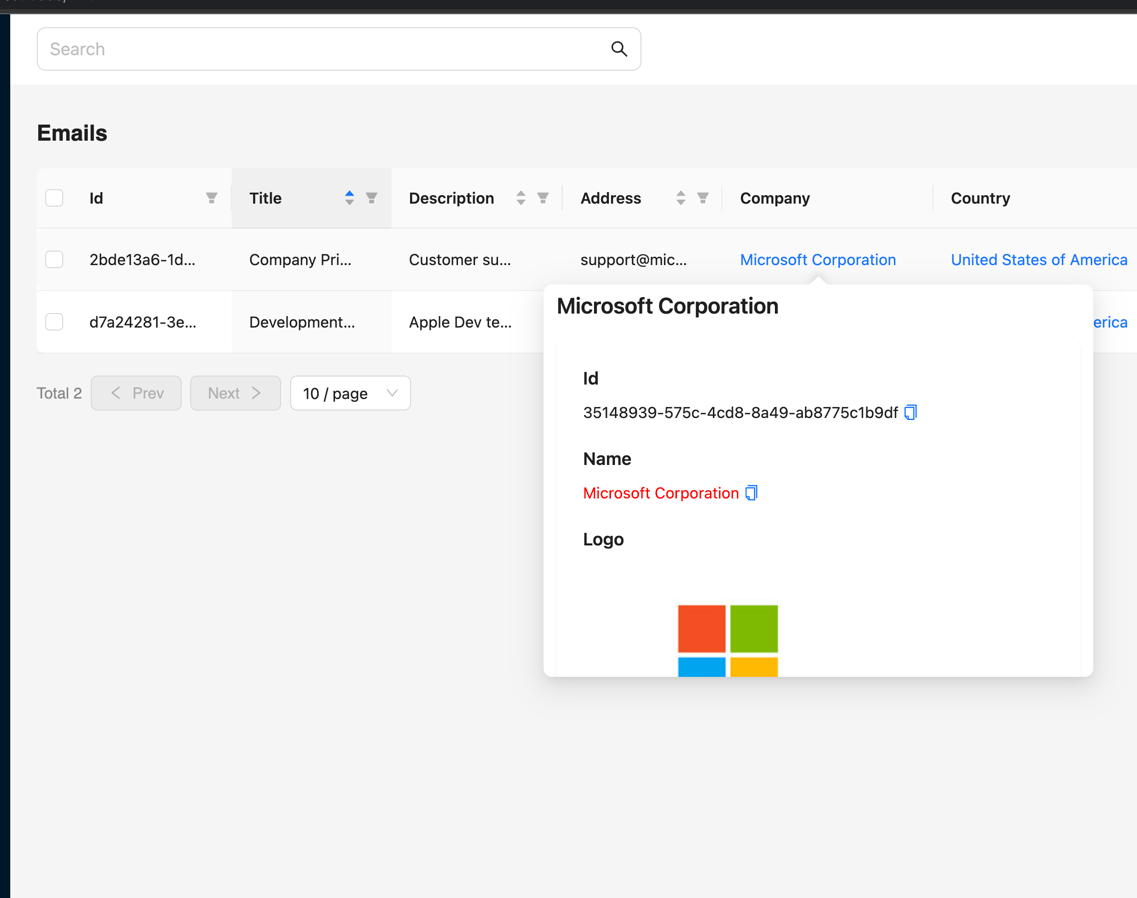 Search
Emails
Id Title Description Address Company Country
2bde13a6-1d... Company Pri... Customer su... support@mic... Microsoft Corporation United States of America
d7a24281-3e... Development... Apple Dev te... erica
Microsoft Corporation
Id
35148939-575c-4cd8-8a49-ab8775c1b9df
Name
Microsoft Corporation
Logo
Total 2 Prev Next 10 / page